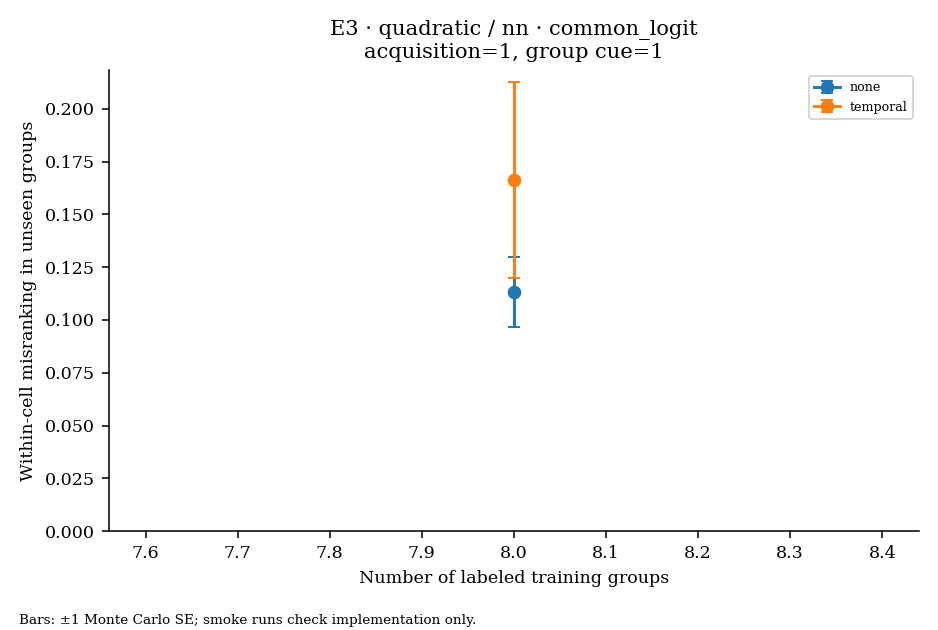 E3 · quadratic / nn · common_logit
acquisition=1, group cue=1
none
temporal
Within-cell misranking in unseen groups
0.200
0.175
0.150
0.125
0.100
0.075
0.050
0.025
0.000
7.6 7.7 7.8 7.9 8.0 8.1 8.2 8.3 8.4
Number of labeled training groups
Bars: ±1 Monte Carlo SE; smoke runs check implementation only.